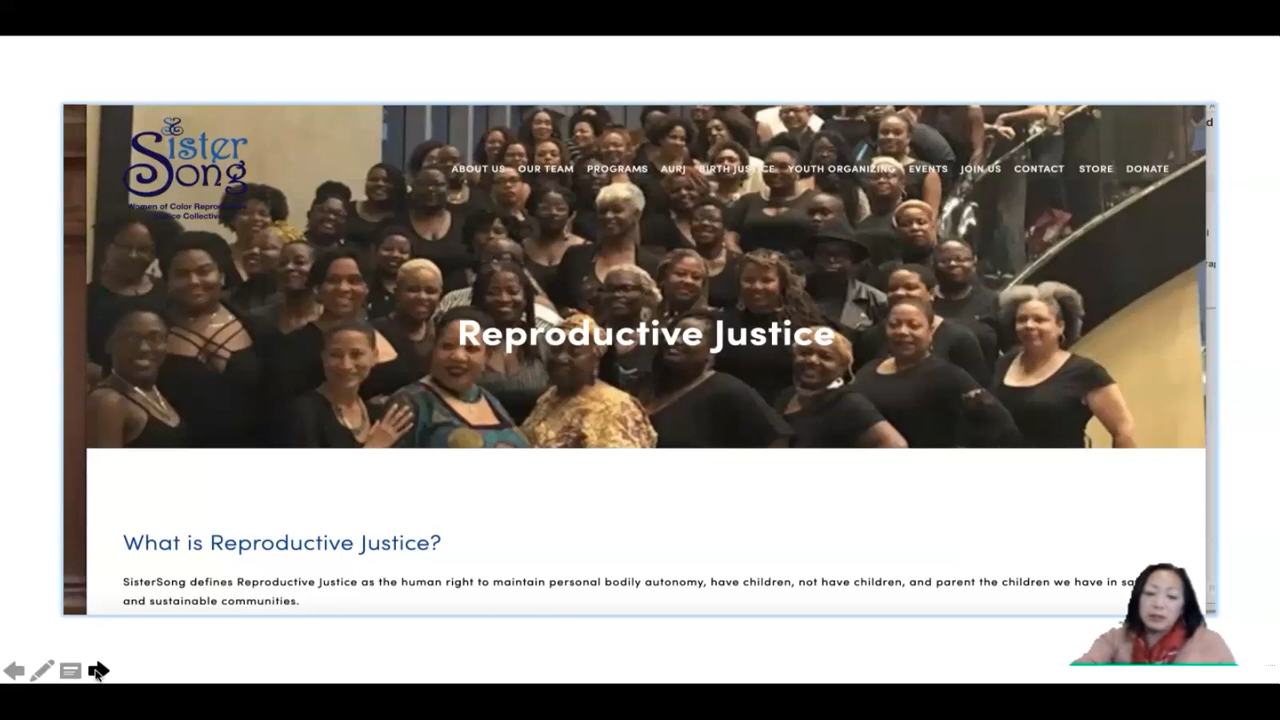 Sister
Song
Women of Color Reproductive
Justice Collective
ABOUT US OUR TEAM PROGRAMS AURJ BIRTH JUSTICE YOUTH ORGANIZING EVENTS JOIN US CONTACT STORE DONATE
Reproductive Justice
What is Reproductive Justice?
SisterSong defines Reproductive Justice as the human right to maintain personal bodily autonomy, have children, not have children, and parent the children we have in
and sustainable communities.